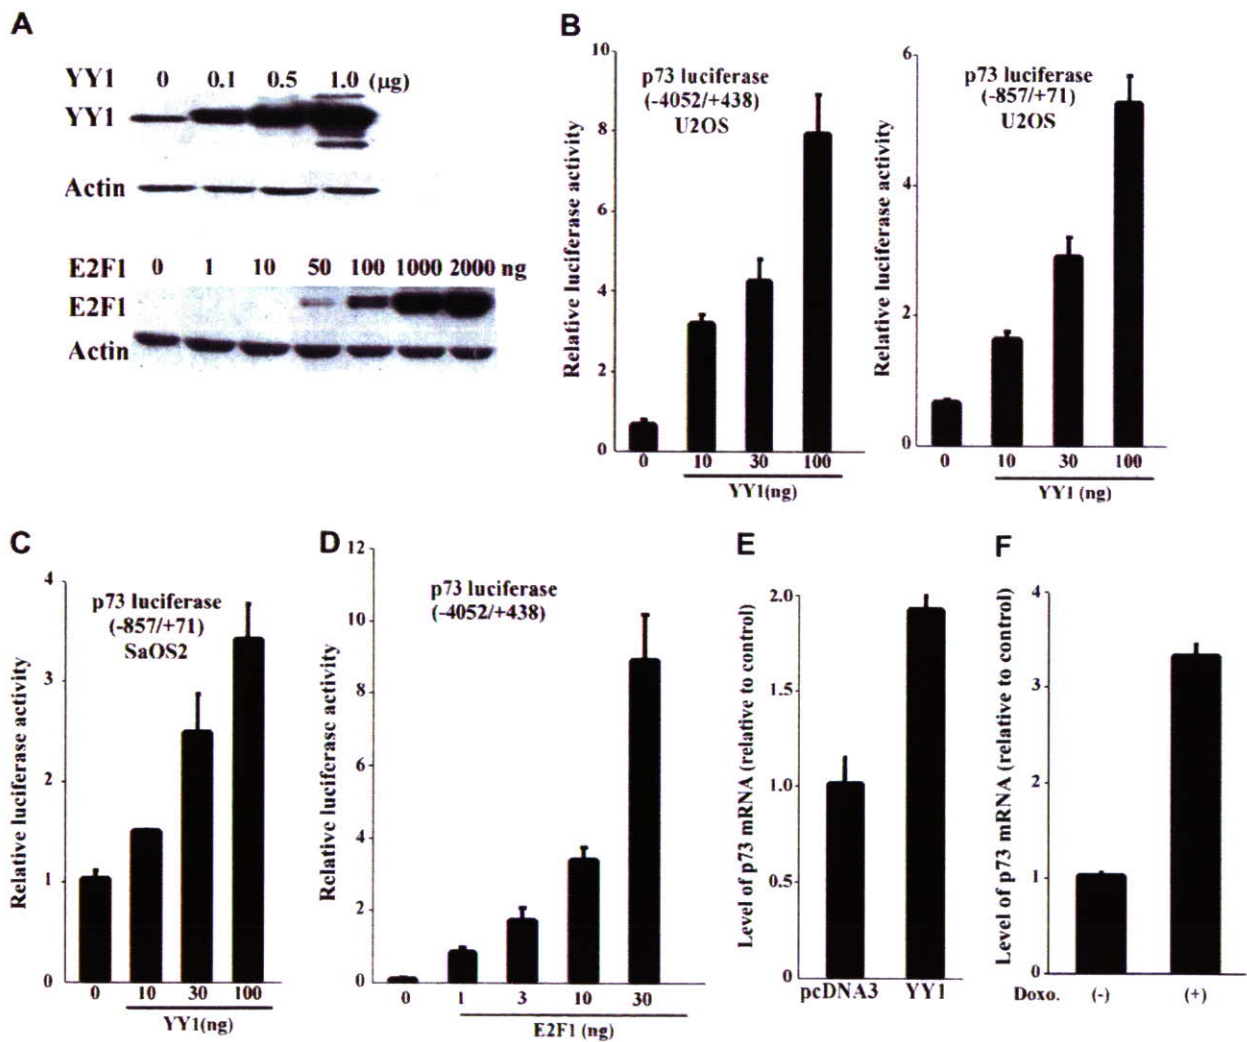 A
YY1 0 0.1 0.5 1.0 (μg)
YY1
Actin
E2F1 0 1 10 50 100 1000 2000 ng
E2F1
Actin
B
10
8
6
4
2
0
Relative luciferase activity
p73 luciferase
(-4052/+438)
U2OS
0 10 30 100
YY1(ng)
6
4
2
0
Relative luciferase activity
p73 luciferase
(-857/+71)
U2OS
0 10 30 100
YY1 (ng)
C
4
3
2
1
0
Relative luciferase activity
p73 luciferase
(-857/+71)
SaOS2
0 10 30 100
YY1(ng)
D
12
10
8
6
4
2
0
Relative luciferase activity
p73 luciferase
(-4052/+438)
0 1 3 10 30
E2F1 (ng)
E
2.0
1.5
1.0
0.5
0
Level of p73 mRNA (relative to control)
pcDNA3 YY1
F
4
3
2
1
0
Level of p73 mRNA (relative to control)
Doxo. (-) (+)